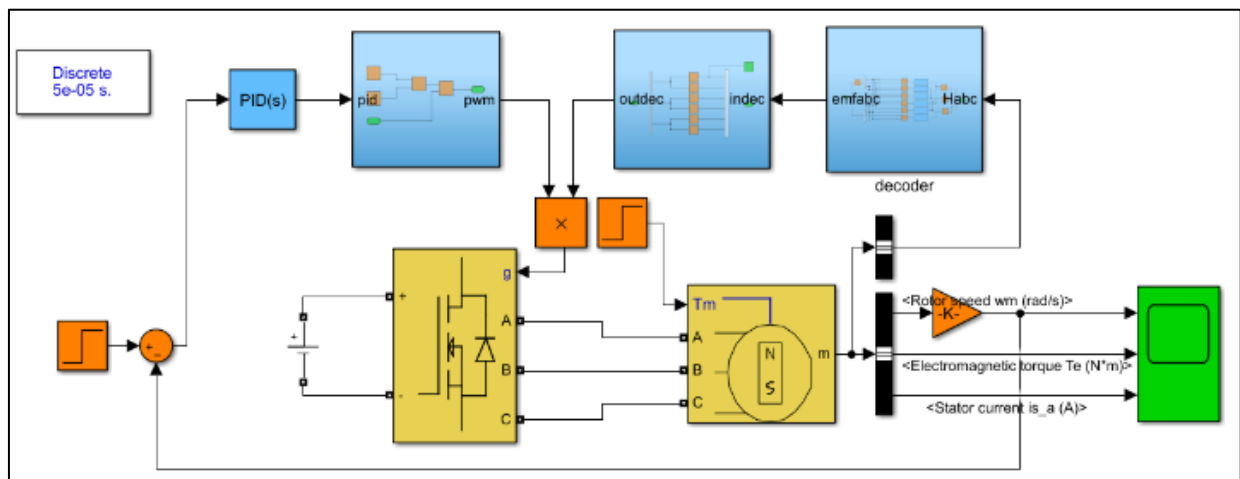 Discrete
5e-05 s.
PID(s)
pid
pwm
outdec
indec
emfabc
Habc
decoder
×
g
+
-
A
B
C
+
+
-
Tm
A
B
C
N
S
m
<Rotor speed wm (rad/s)>
-K-
<Electromagnetic torque Te (N*m)>
<Stator current is_a (A)>